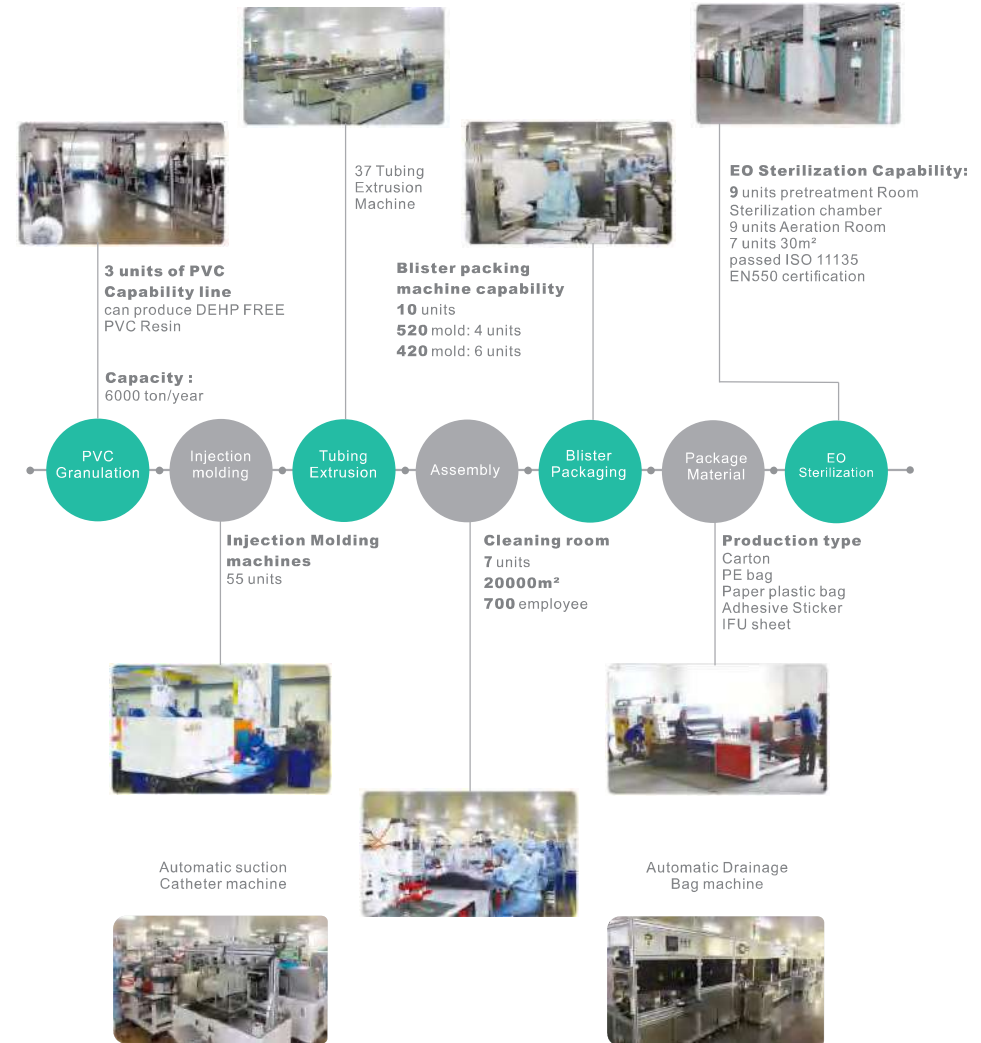 37 Tubing
Extrusion
Machine
EO Sterilization Capability:
9 units pretreatment Room
Sterilization chamber
9 units Aeration Room
7 units 30m²
passed ISO 11135
EN550 certification
3 units of PVC
Capability line
can produce DEHP FREE
PVC Resin
Capacity :
6000 ton/year
Blister packing
machine capability
10 units
520 mold: 4 units
420 mold: 6 units
PVC
Granulation
Injection
molding
Tubing
Extrusion
Assembly
Blister
Packaging
Package
Material
EO
Sterilization
Injection Molding
machines
55 units
Cleaning room
7 units
20000m²
700 employee
Production type
Carton
PE bag
Paper plastic bag
Adhesive Sticker
IFU sheet
Automatic suction
Catheter machine
Automatic Drainage
Bag machine